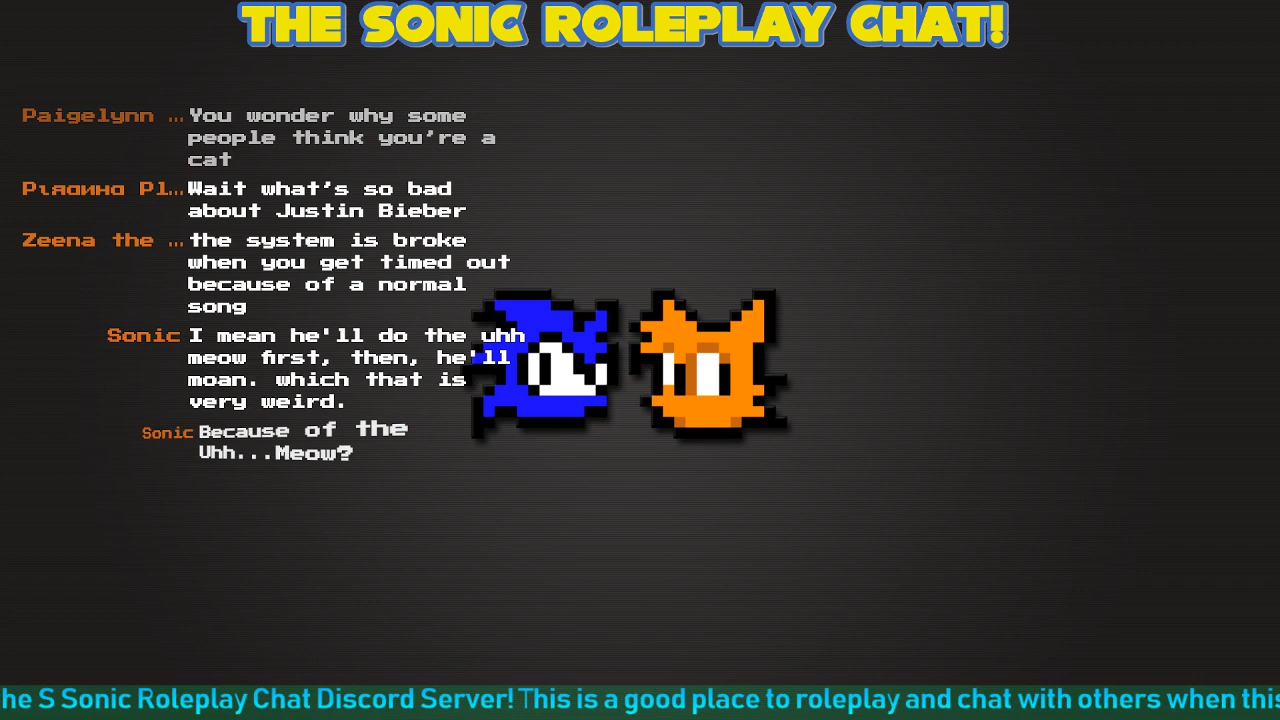 THE SONIC ROLEPLAY CHAT!
Paigelynn ... You wonder why some
people think you're a
cat
Pιяαинα Pl... Wait what's so bad
about Justin Bieber
Zeena the ... the system is broke
when you get timed out
because of a normal
song
Sonic I mean he'll do the uhh
meow first, then, he'll
moan. which that is
very weird.
Sonic Because of the
Uhh...Meow?
he S Sonic Roleplay Chat Discord Server! This is a good place to roleplay and chat with others when this